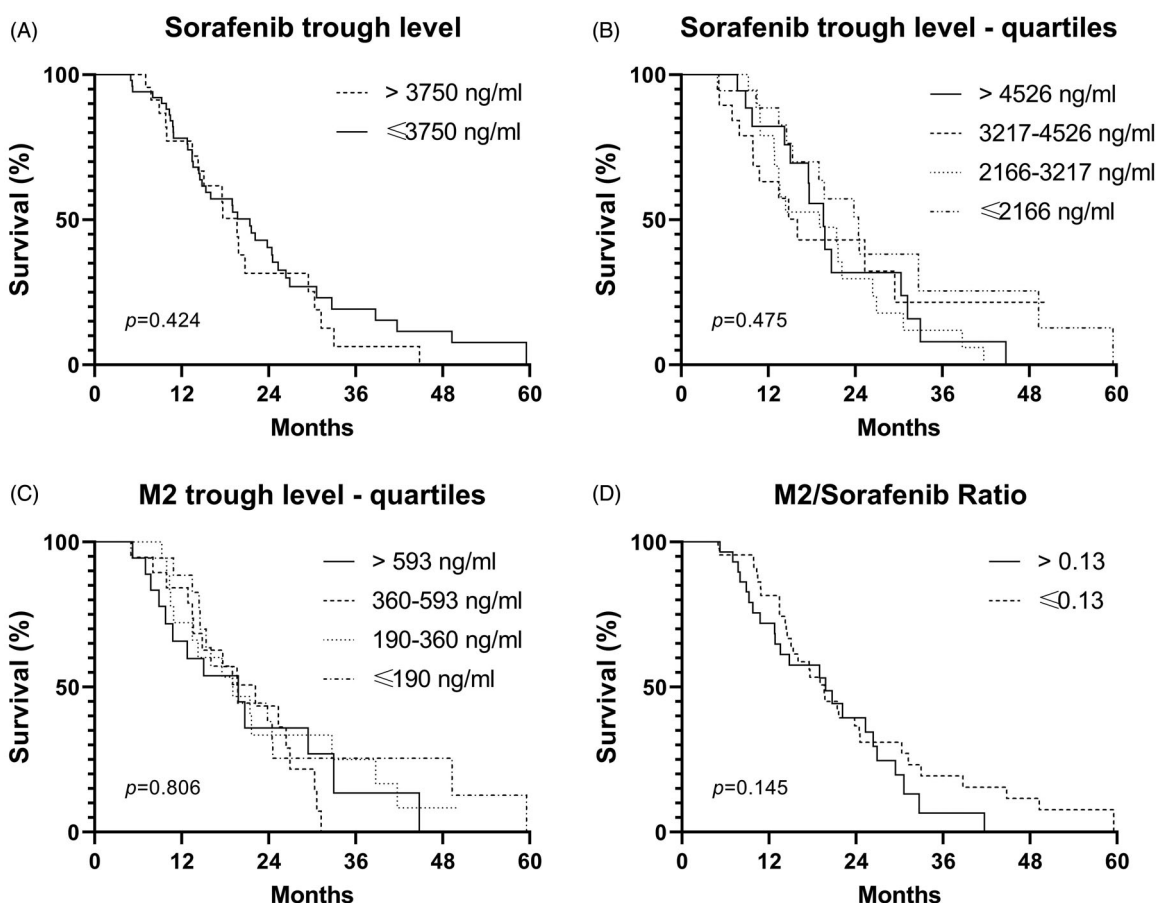 (A)
Sorafenib trough level
100
50
0
Survival (%)
> 3750 ng/ml
⩽3750 ng/ml
p=0.424
0 12 24 36 48 60
Months
(B)
Sorafenib trough level - quartiles
100
50
0
Survival (%)
> 4526 ng/ml
3217-4526 ng/ml
2166-3217 ng/ml
⩽2166 ng/ml
p=0.475
0 12 24 36 48 60
Months
(C)
M2 trough level - quartiles
100
50
0
Survival (%)
> 593 ng/ml
360-593 ng/ml
190-360 ng/ml
⩽190 ng/ml
p=0.806
0 12 24 36 48 60
Months
(D)
M2/Sorafenib Ratio
100
50
0
Survival (%)
> 0.13
⩽0.13
p=0.145
0 12 24 36 48 60
Months